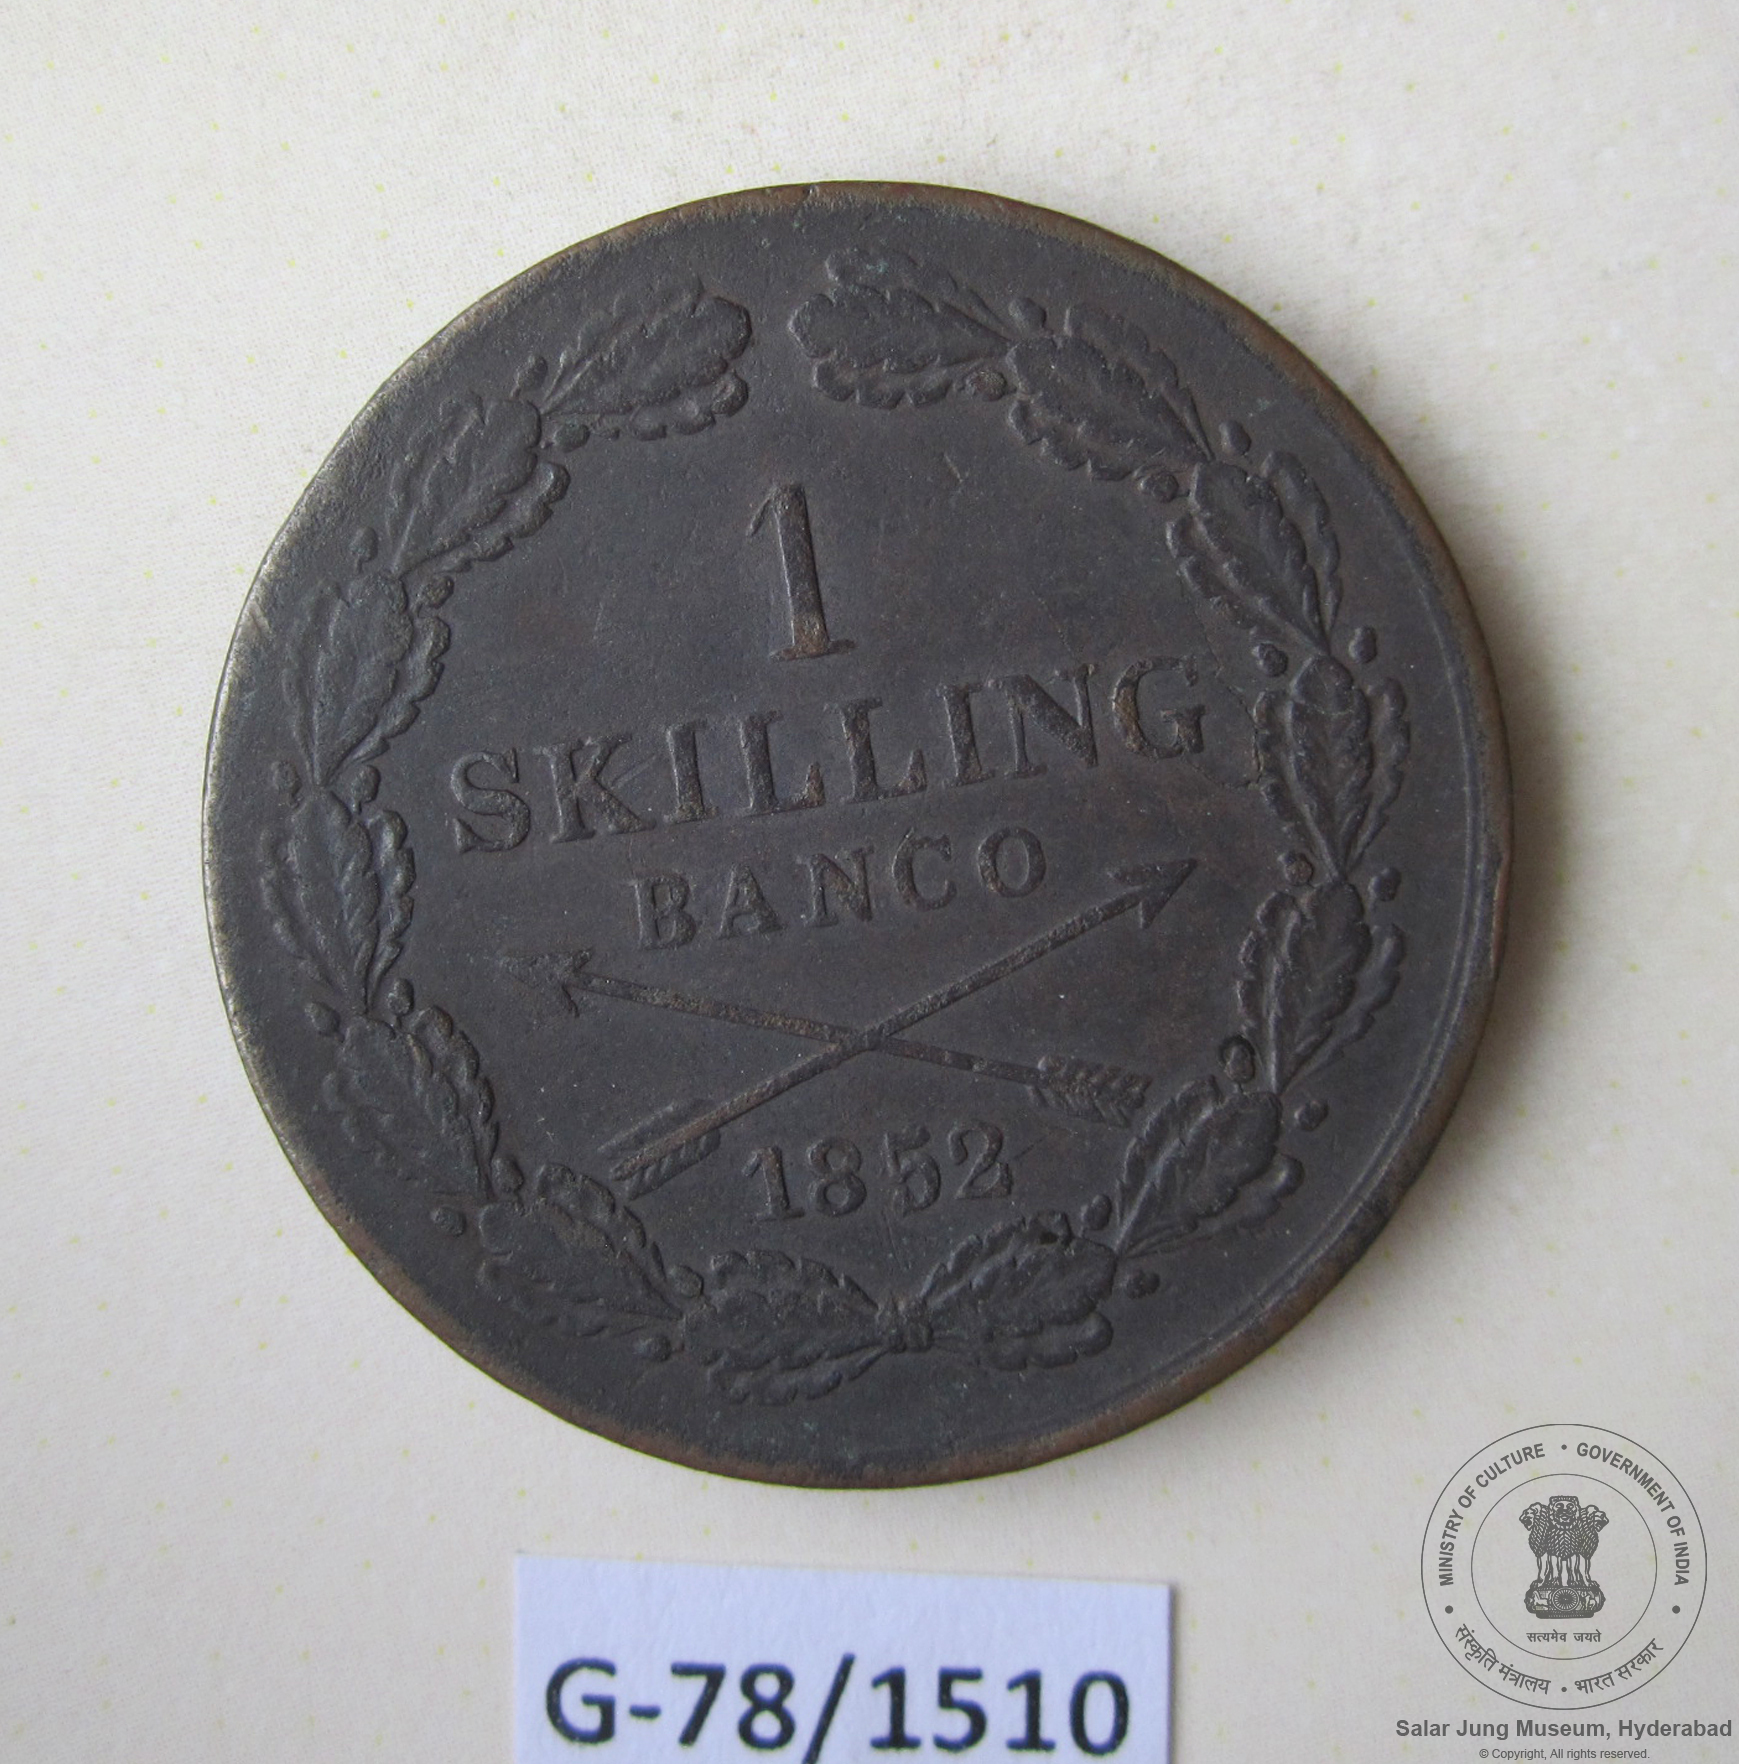 1
SKILLING
BANCO
1852
G-78/1510
MINISTRY OF CULTURE • GOVERNMENT OF INDIA
सत्यमेव जयते
संस्कृति मंत्रालय • भारत सरकार
Salar Jung Museum, Hyderabad
© Copyright, All rights reserved.